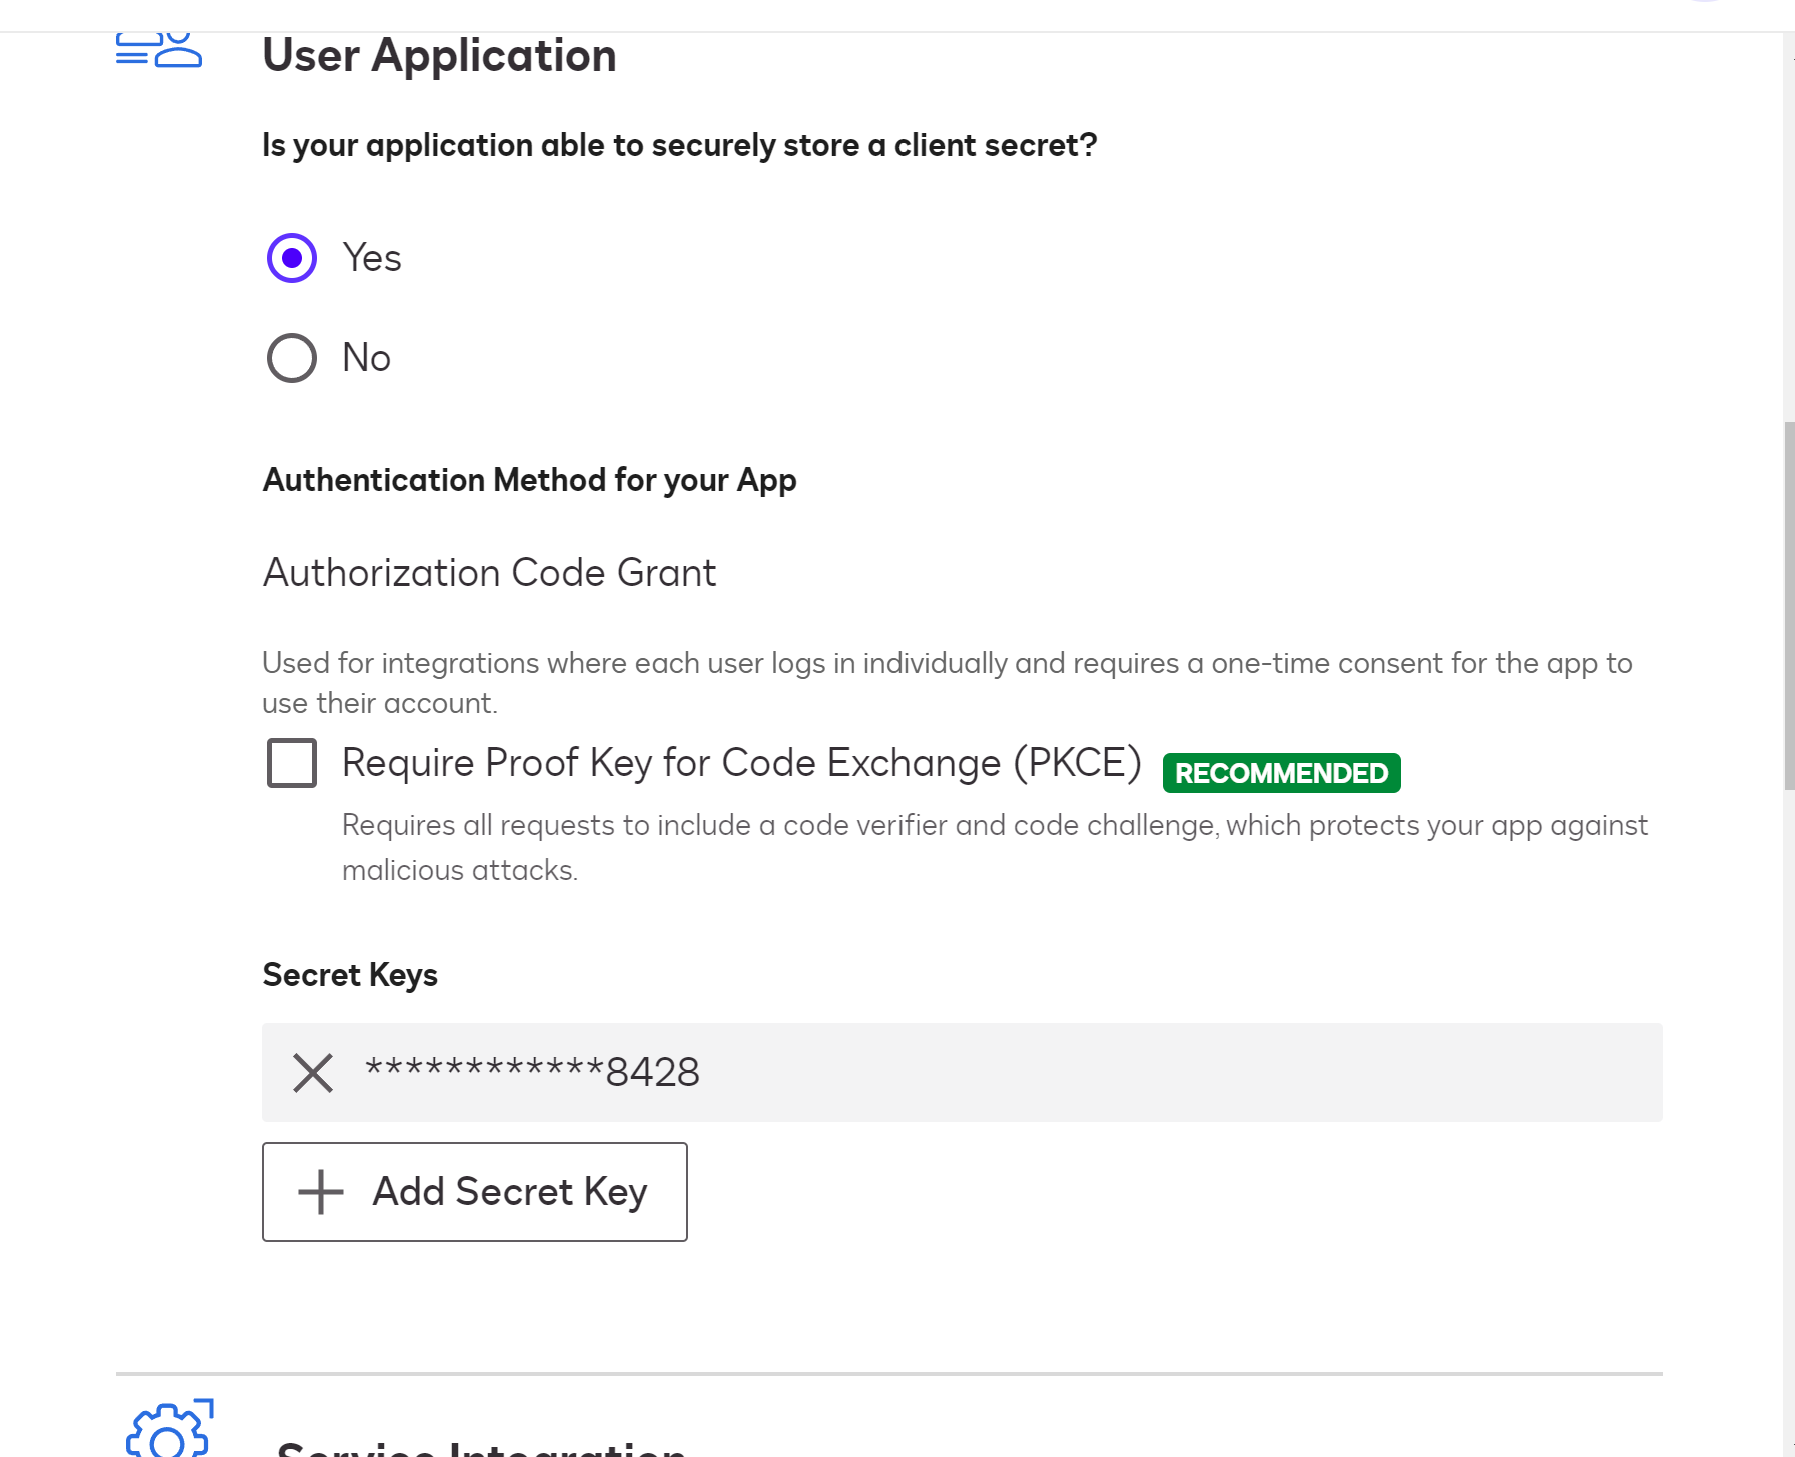 User Application
Is your application able to securely store a client secret?
Yes
No
Authentication Method for your App
Authorization Code Grant
Used for integrations where each user logs in individually and requires a one-time consent for the app to
use their account.
Require Proof Key for Code Exchange (PKCE) RECOMMENDED
Requires all requests to include a code verifier and code challenge, which protects your app against
malicious attacks.
Secret Keys
************8428
Add Secret Key
Service Integration